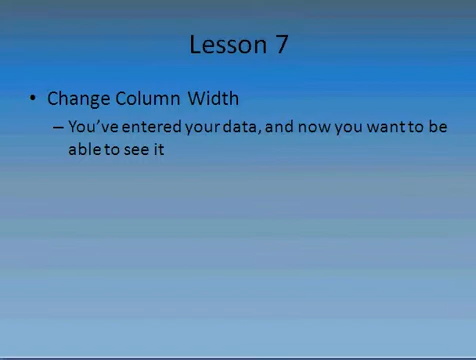 Lesson 7
• Change Column Width
– You've entered your data, and now you want to be
able to see it